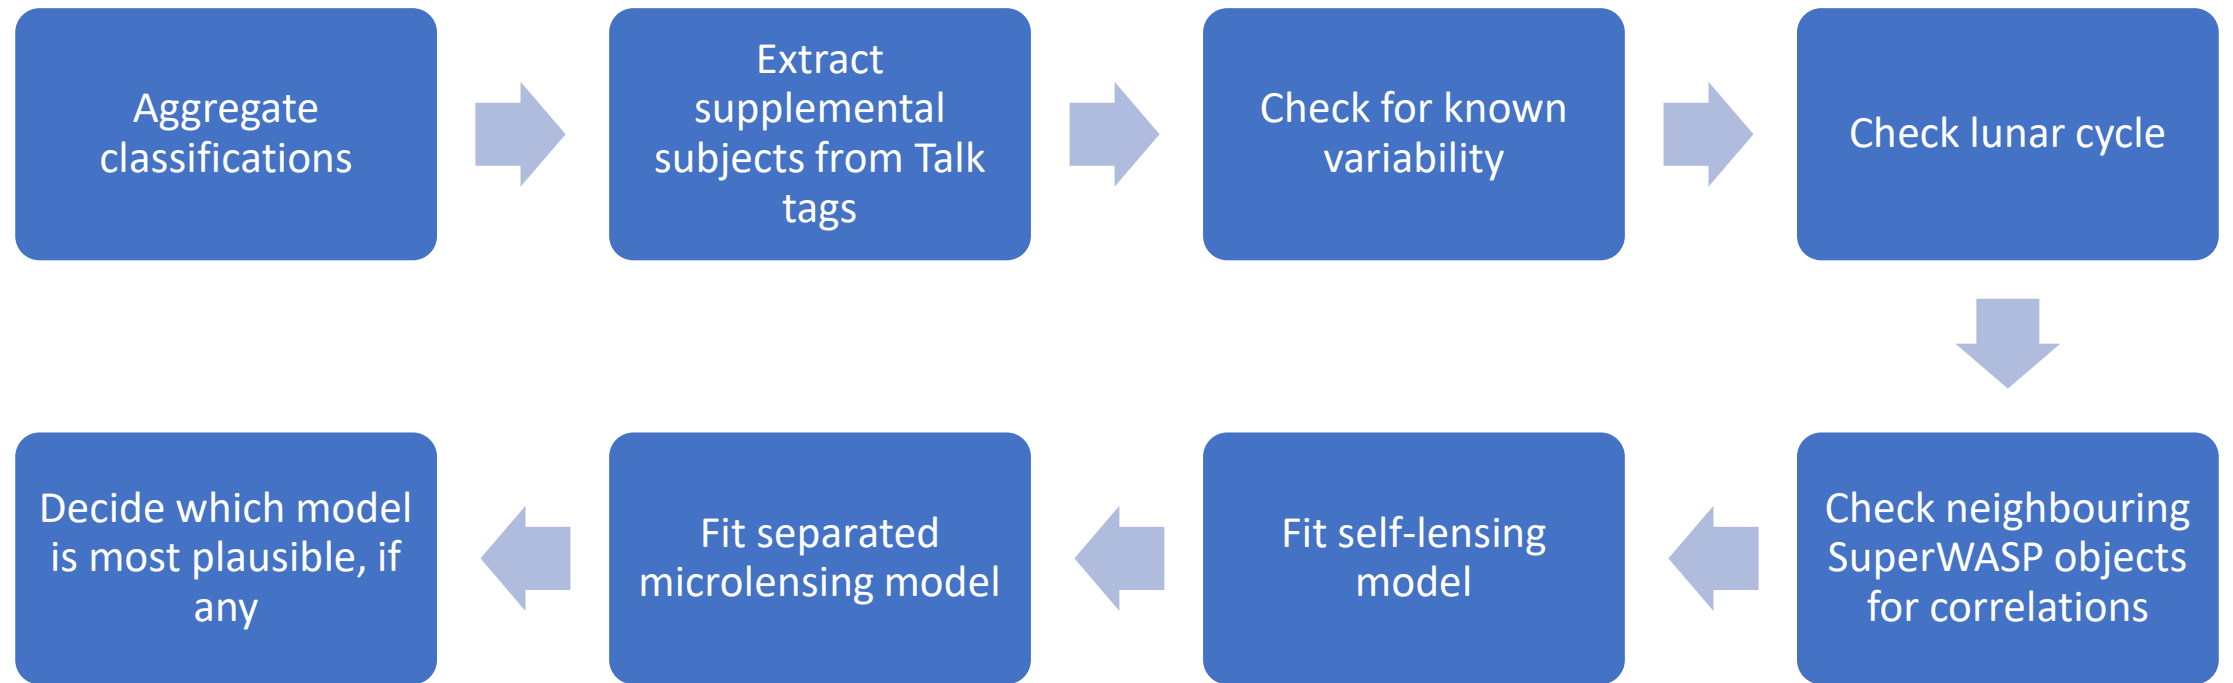 Aggregate
classifications
Extract
supplemental
subjects from Talk
tags
Check for known
variability
Check lunar cycle
Check neighbouring
SuperWASP objects
for correlations
Fit self-lensing
model
Fit separated
microlensing model
Decide which model
is most plausible, if
any